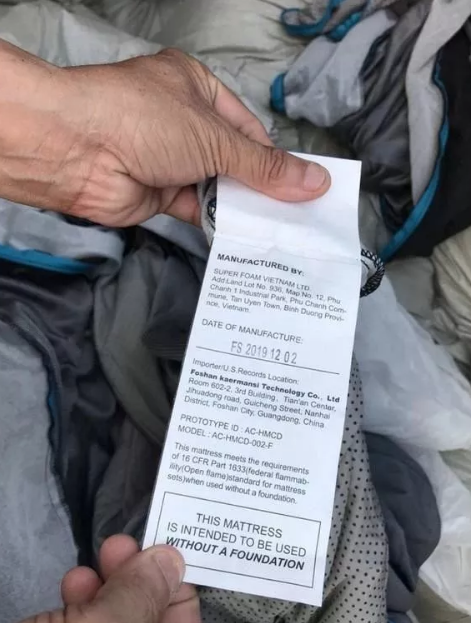 MANUFACTURED BY:
SUPER FOAM VIETNAM LTD.
Add:Land Lot No. 936, Map No. 12, Phu
Chanh 1 Industrial Park, Phu Chanh Com-
mune, Tan Uyen Town, Binh Duong Provi-
nce, Vietnam.
DATE OF MANUFACTURE:
FS 2019 12 02
Importer/U.S.Records Location:
Foshan kaermansi Technology Co., Ltd
Room 602-2, 3rd Building, Tian'an Center,
Jihuadong road, Guicheng Street, Nanhai
District, Foshan City, Guangdong, China
PROTOTYPE ID : AC-HMCD
MODEL : AC-HMCD-002-F
This mattress meets the requirements
of 16 CFR Part 1633(federal flammab-
ility(Open flame)standard for mattress
sets)when used without a foundation.
THIS MATTRESS
IS INTENDED TO BE USED
WITHOUT A FOUNDATION